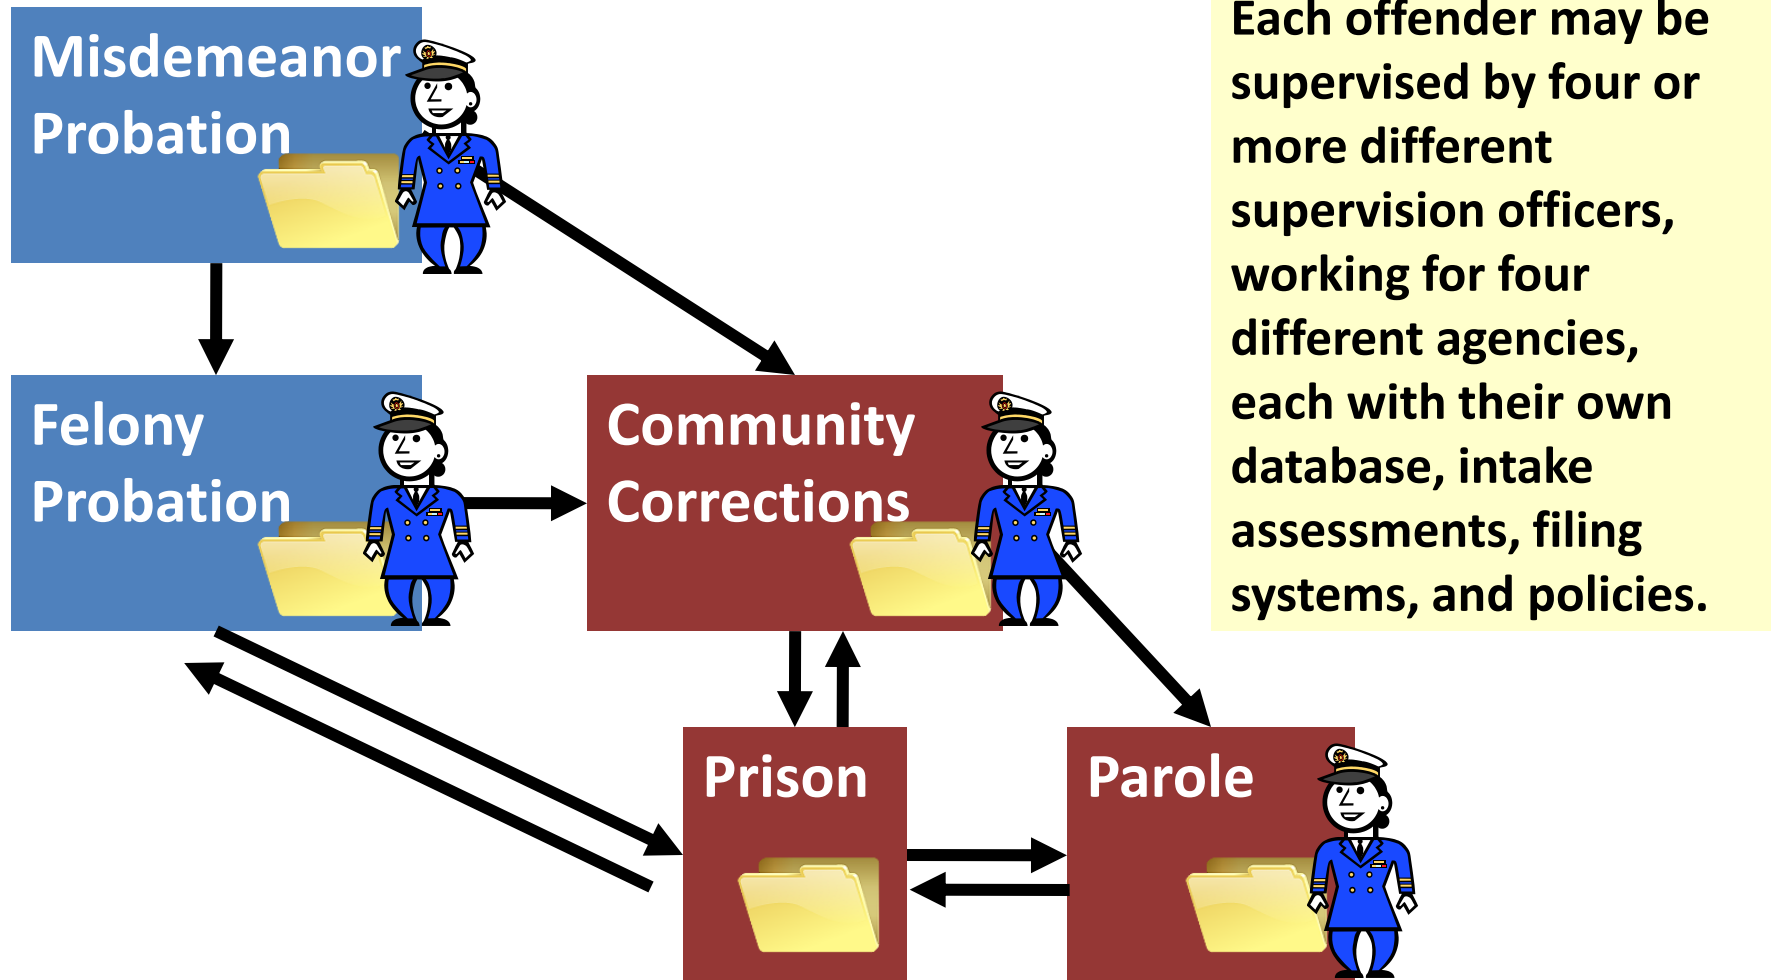 Misdemeanor
Probation
Each offender may be
supervised by four or
more different
supervision officers,
working for four
different agencies,
each with their own
database, intake
assessments, filing
systems, and policies.
Felony
Probation
Community
Corrections
Prison
Parole